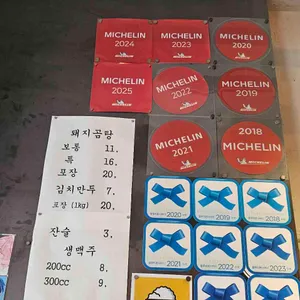 MICHELIN
2024
MICHELIN
2023
MICHELIN
2020
MICHELIN
2025
MICHELIN
2022
MICHELIN
2019
MICHELIN
2021
2018
MICHELIN
돼지곰탕
보통 11.
특 16.
포장 20.
김치만두 7.
포장 (1kg) 20.
잔술 3.
생맥주
200cc 8.
300cc 9.
2020
2019
2018
2021
2022
2023